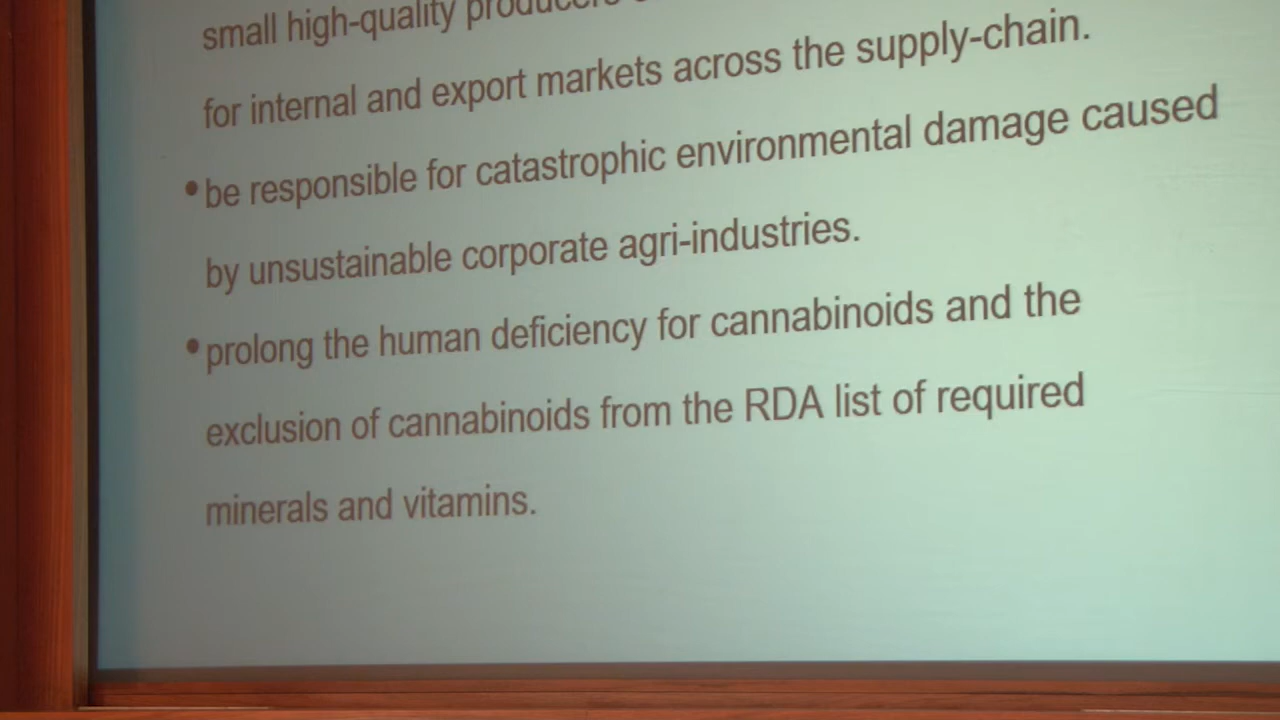 small high-quality producers
for internal and export markets across the supply-chain.
•be responsible for catastrophic environmental damage caused
by unsustainable corporate agri-industries.
•prolong the human deficiency for cannabinoids and the
exclusion of cannabinoids from the RDA list of required
minerals and vitamins.